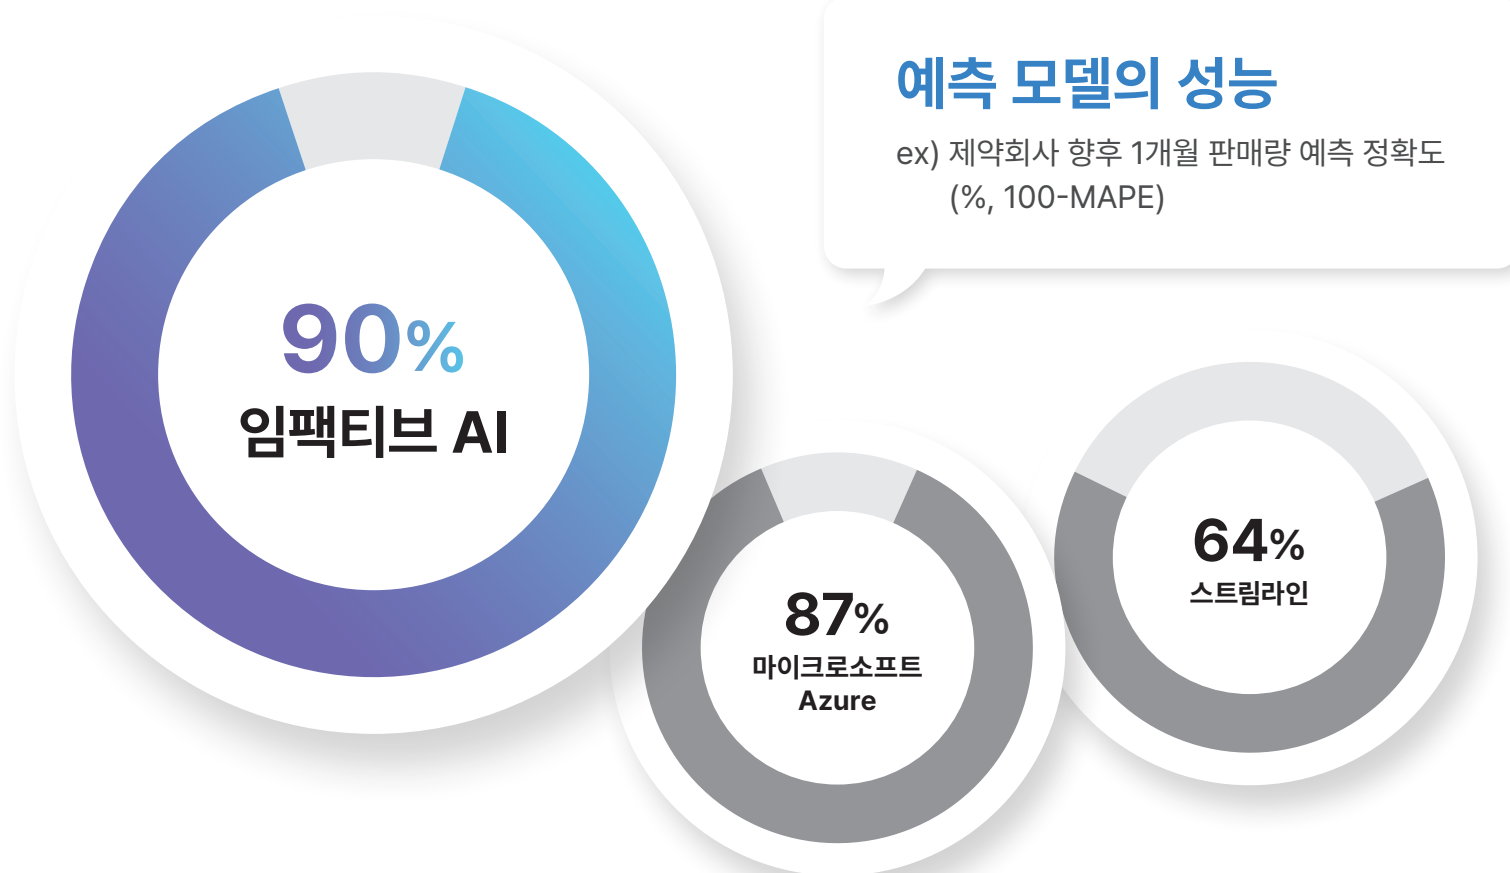 예측 모델의 성능
ex) 제약회사 향후 1개월 판매량 예측 정확도
(%, 100-MAPE)
90%
임팩티브 AI
87%
마이크로소프트
Azure
64%
스트림라인